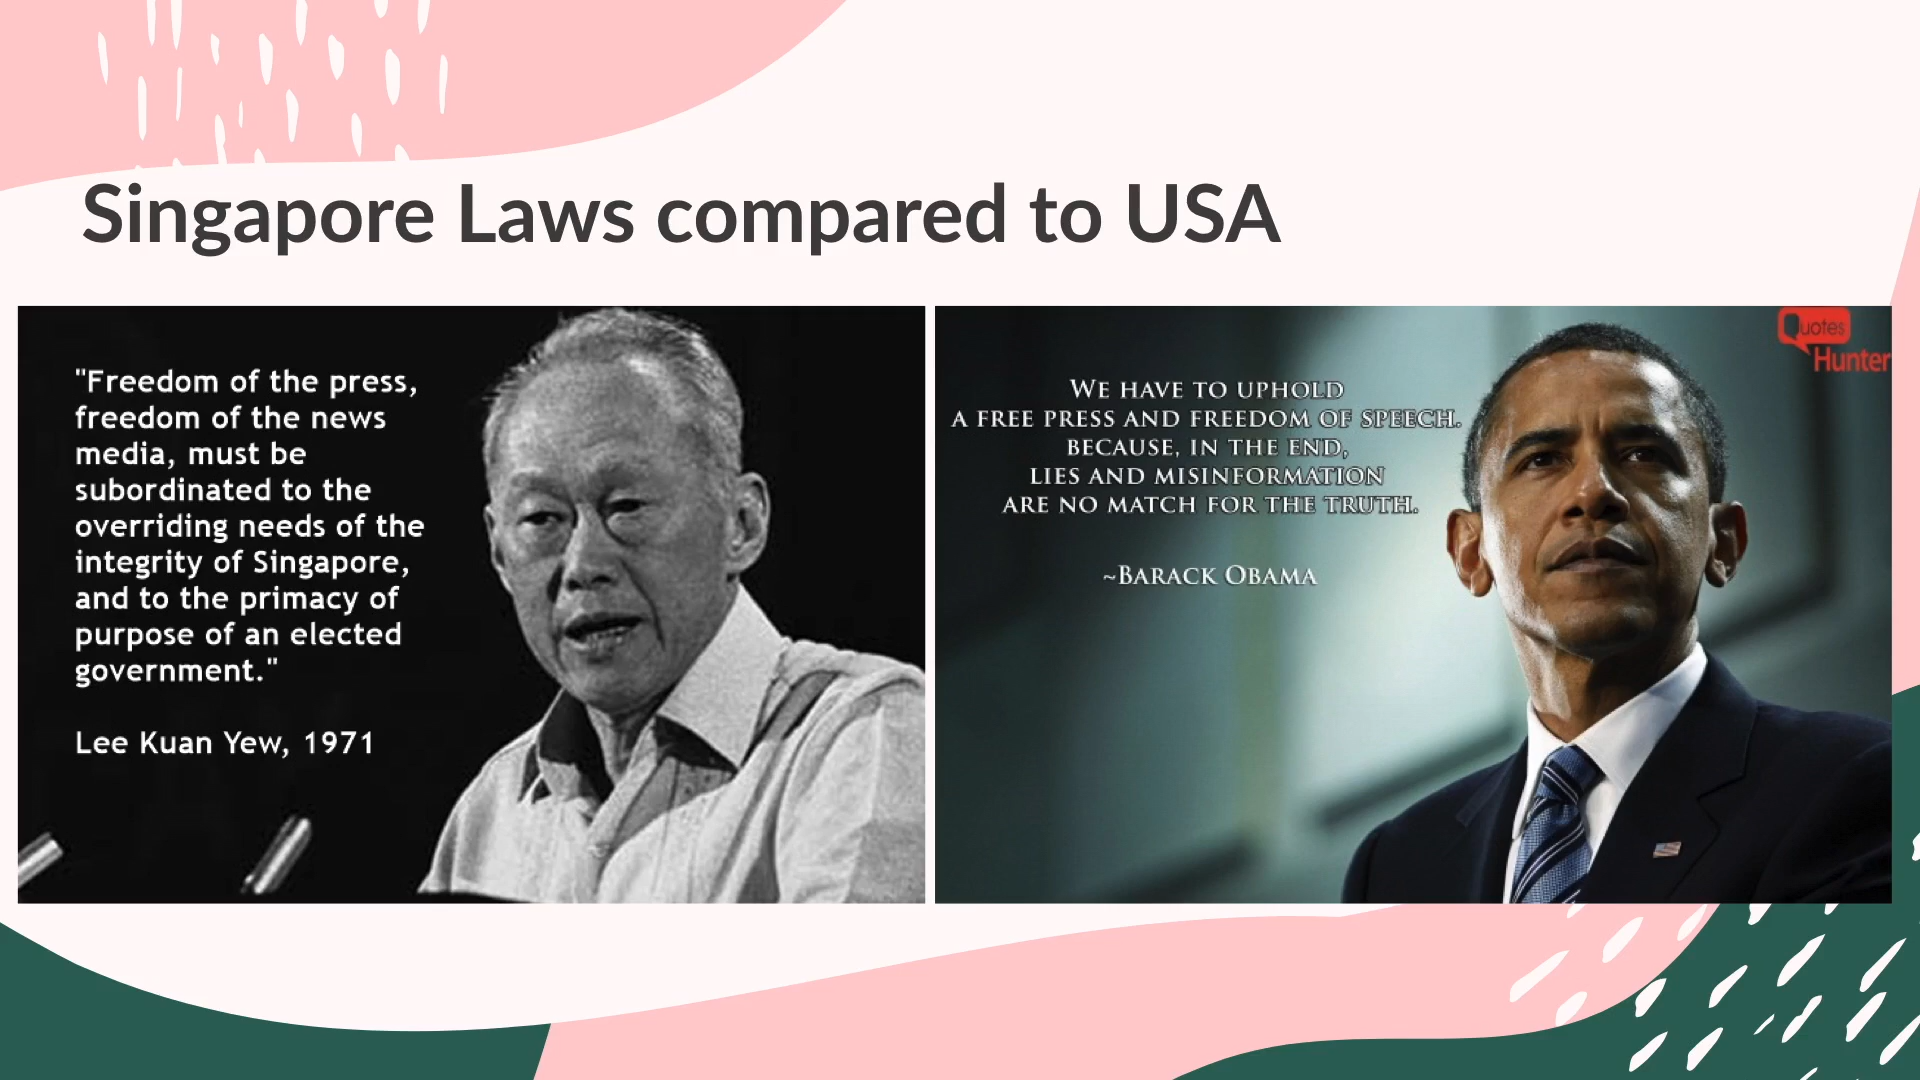 Singapore Laws compared to USA
"Freedom of the press,
freedom of the news
media, must be
subordinated to the
overriding needs of the
integrity of Singapore,
and to the primacy of
purpose of an elected
government."
Lee Kuan Yew, 1971
Quotes
Hunter
WE HAVE TO UPHOLD
A FREE PRESS AND FREEDOM OF SPEECH.
BECAUSE, IN THE END,
LIES AND MISINFORMATION
ARE NO MATCH FOR THE TRUTH.
~BARACK OBAMA